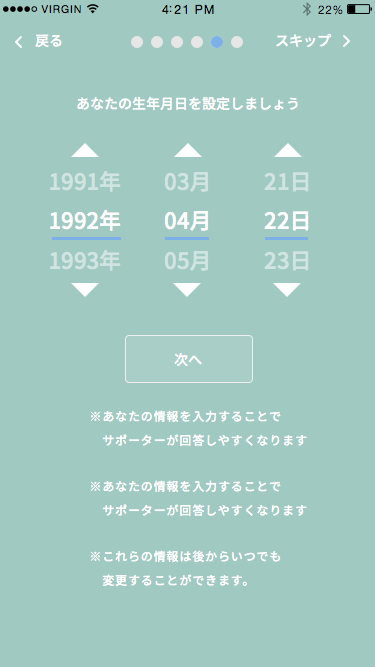 VIRGIN 4:21 PM 22%
戻る スキップ
あなたの生年月日を設定しましょう
1991年 03月 21日
1992年 04月 22日
1993年 05月 23日
次へ
※あなたの情報を入力することで
サポーターが回答しやすくなります
※あなたの情報を入力することで
サポーターが回答しやすくなります
※これらの情報は後からいつでも
変更することができます。